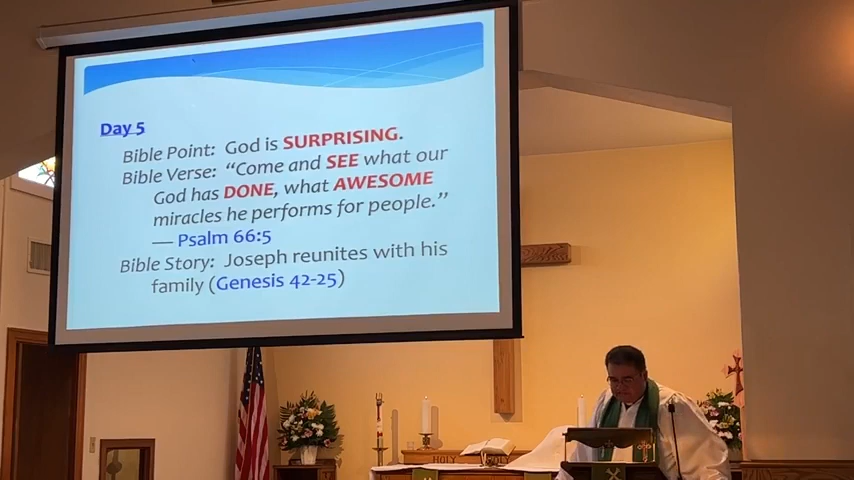 Day 5
Bible Point: God is SURPRISING.
Bible Verse: “Come and SEE what our
God has DONE, what AWESOME
miracles he performs for people.”
— Psalm 66:5
Bible Story: Joseph reunites with his
family (Genesis 42-25)
HOLY HOLY